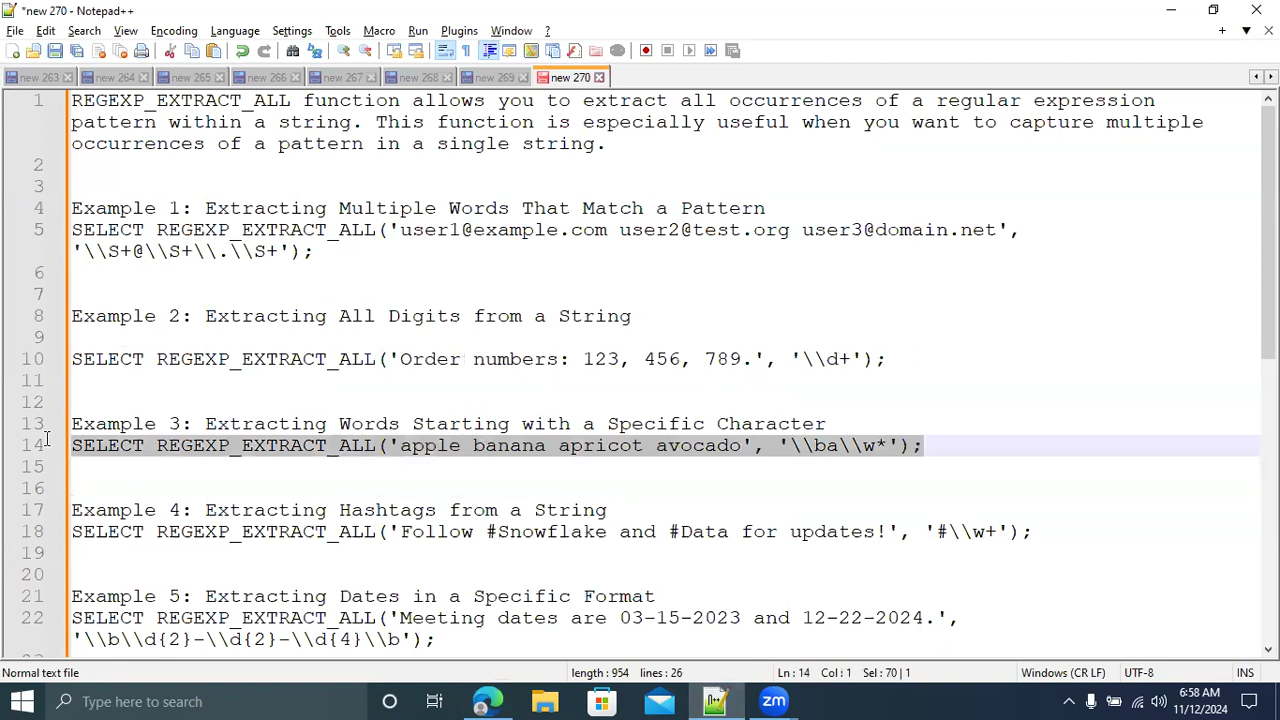 *new 270 - Notepad++
File Edit Search View Encoding Language Settings Tools Macro Run Plugins Window ?
new 263 new 264 new 265 new 266 new 267 new 268 new 269 new 270
1 REGEXP_EXTRACT_ALL function allows you to extract all occurrences of a regular expression
pattern within a string. This function is especially useful when you want to capture multiple
occurrences of a pattern in a single string.
2
3
4 Example 1: Extracting Multiple Words That Match a Pattern
5 SELECT REGEXP_EXTRACT_ALL('user1@example.com user2@test.org user3@domain.net',
'\\S+@\\S+\\.\\S+');
6
7
8 Example 2: Extracting All Digits from a String
9
10 SELECT REGEXP_EXTRACT_ALL('Order numbers: 123, 456, 789.', '\\d+');
11
12
13 Example 3: Extracting Words Starting with a Specific Character
14 SELECT REGEXP_EXTRACT_ALL('apple banana apricot avocado', '\\ba\\w*');
15
16
17 Example 4: Extracting Hashtags from a String
18 SELECT REGEXP_EXTRACT_ALL('Follow #Snowflake and #Data for updates!', '#\\w+');
19
20
21 Example 5: Extracting Dates in a Specific Format
22 SELECT REGEXP_EXTRACT_ALL('Meeting dates are 03-15-2023 and 12-22-2024.',
'\\b\\d{2}-\\d{2}-\\d{4}\\b');
Normal text file length : 954 lines : 26 Ln : 14 Col : 1 Sel : 70 | 1 Windows (CR LF) UTF-8 INS
Type here to search zm 6:58 AM
11/12/2024